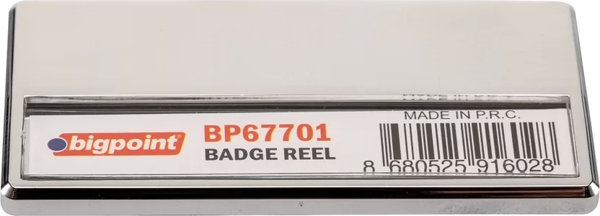 bigpoint
BP67701
BADGE REEL
MADE IN P.R.C.
8 680525 916028